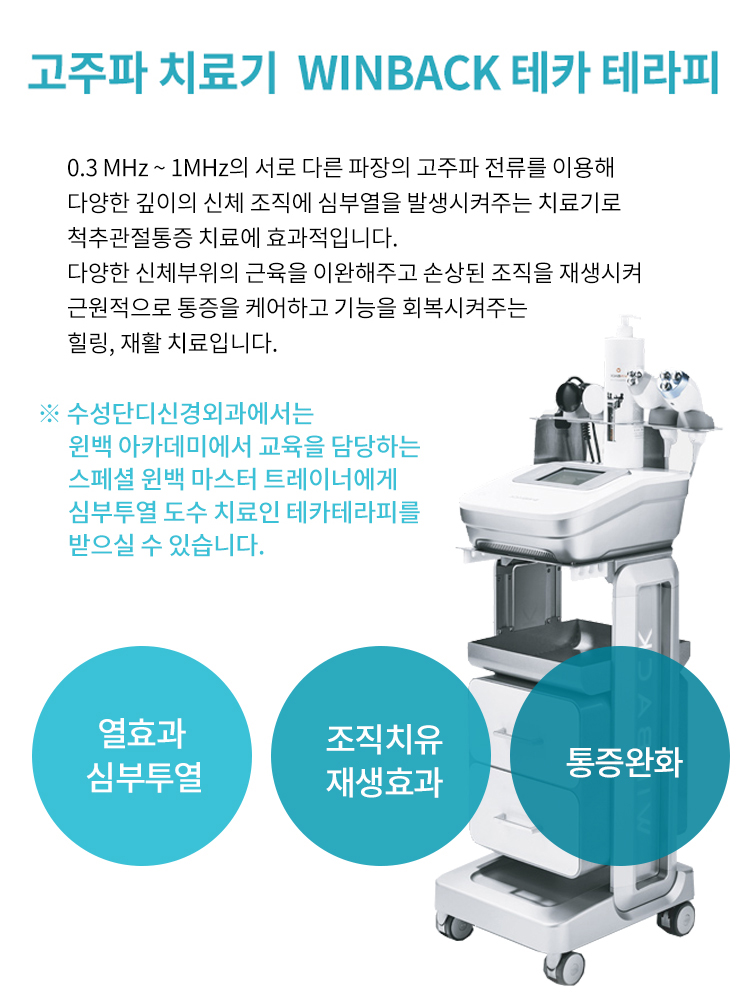 고주파 치료기 WINBACK 테카 테라피
0.3 MHz ~ 1MHz의 서로 다른 파장의 고주파 전류를 이용해
다양한 깊이의 신체 조직에 심부열을 발생시켜주는 치료기로
척추관절통증 치료에 효과적입니다.
다양한 신체부위의 근육을 이완해주고 손상된 조직을 재생시켜
근원적으로 통증을 케어하고 기능을 회복시켜주는
힐링, 재활 치료입니다.
※ 수성단디신경외과에서는
윈백 아카데미에서 교육을 담당하는
스페셜 윈백 마스터 트레이너에게
심부투열 도수 치료인 테카테라피를
받으실 수 있습니다.
열효과
심부투열
조직치유
재생효과
통증완화
WINBACK